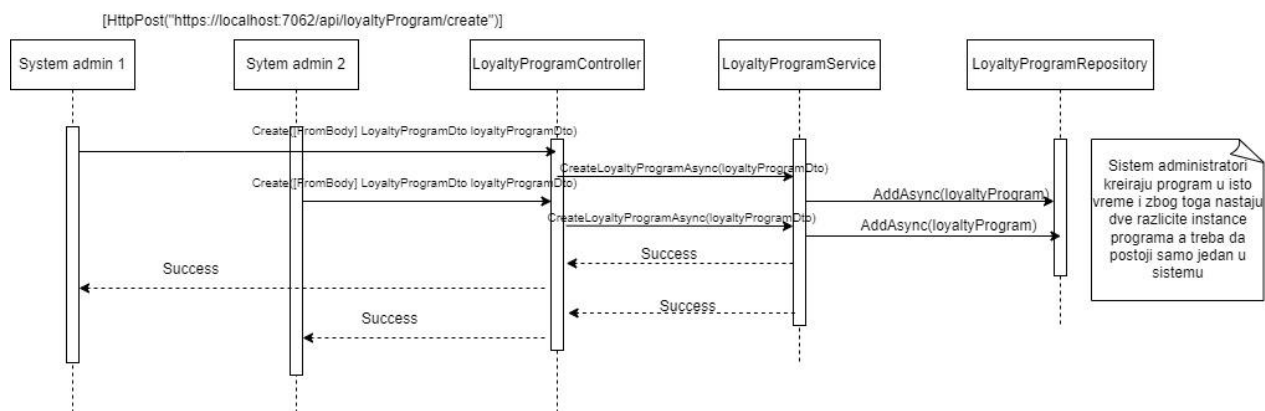 [HttpPost("https://localhost:7062/api/loyaltyProgram/create")]
System admin 1
Sytem admin 2
LoyaltyProgramController
LoyaltyProgramService
LoyaltyProgramRepository
Create([FromBody] LoyaltyProgramDto loyaltyProgramDto)
CreateLoyaltyProgramAsync(loyaltyProgramDto)
Create([FromBody] LoyaltyProgramDto loyaltyProgramDto)
AddAsync(loyaltyProgram)
CreateLoyaltyProgramAsync(loyaltyProgramDto)
AddAsync(loyaltyProgram)
Success
Success
Success
Success
Sistem administratori
kreiraju program u isto
vreme i zbog toga nastaju
dve razlicite instance
programa a treba da
postoji samo jedan u
sistemu